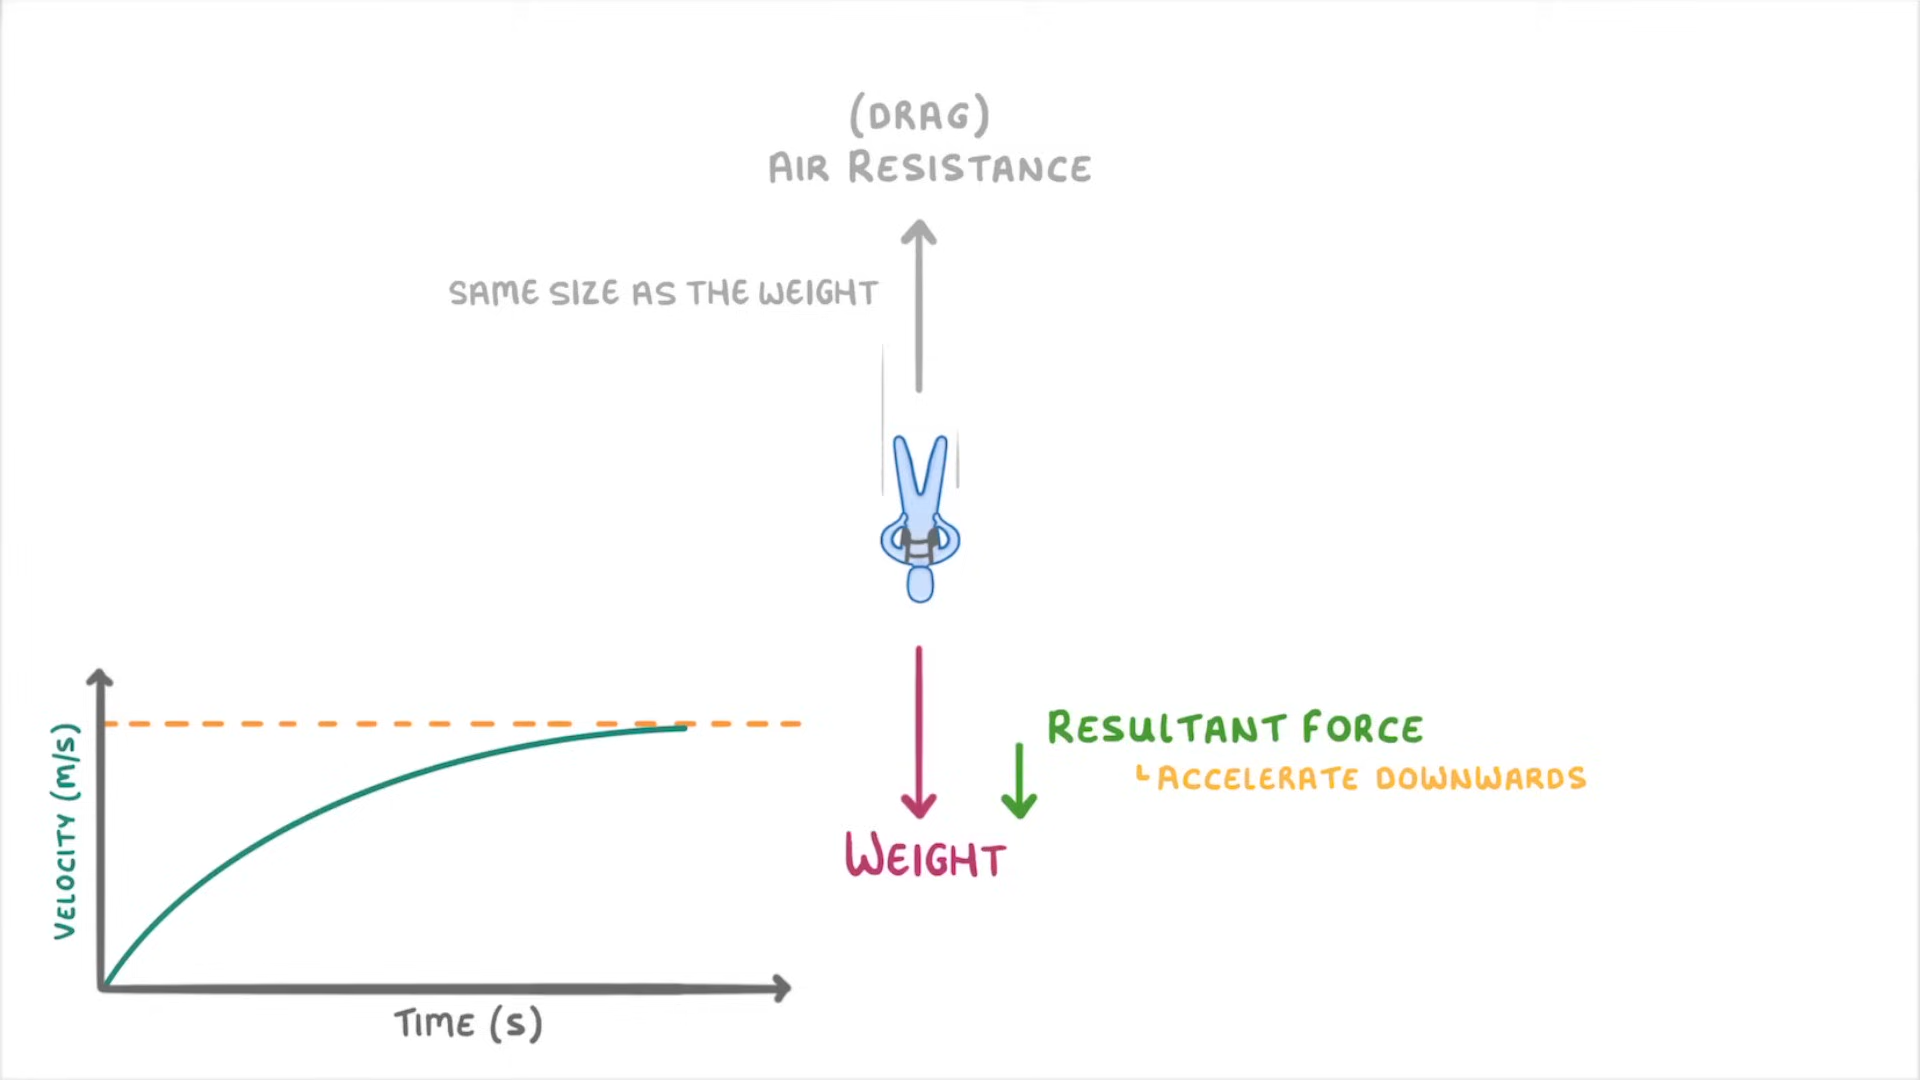 (DRAG)
AIR RESISTANCE
SAME SIZE AS THE WEIGHT
RESULTANT FORCE
└ACCELERATE DOWNWARDS
WEIGHT
VELOCITY (m/s)
TIME (s)